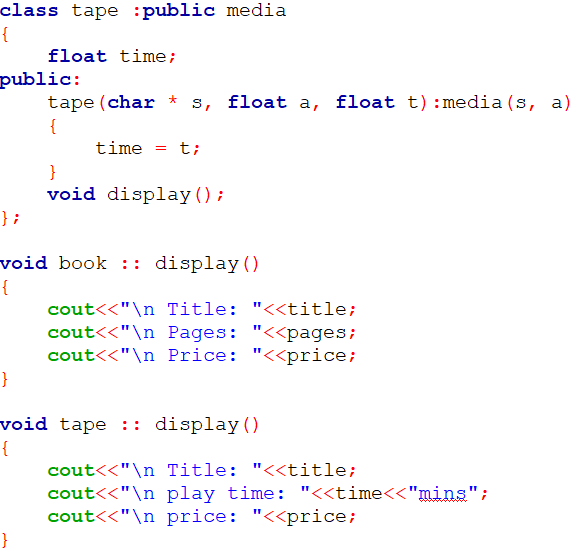 class tape :public media
{
    float time;
public:
    tape(char * s, float a, float t):media(s, a)
    {
        time = t;
    }
    void display();
};

void book :: display()
{
    cout<<"\n Title: "<<title;
    cout<<"\n Pages: "<<pages;
    cout<<"\n Price: "<<price;
}

void tape :: display()
{
    cout<<"\n Title: "<<title;
    cout<<"\n play time: "<<time<<"mins";
    cout<<"\n price: "<<price;
}